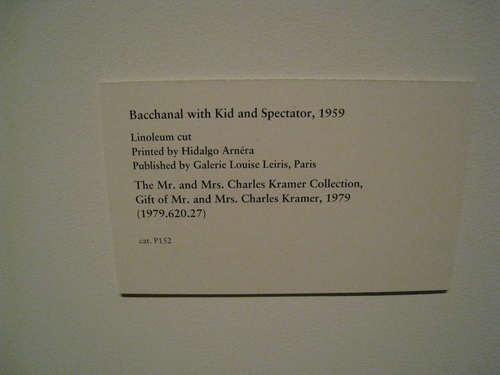 Bacchanal with Kid and Spectator, 1959
Linoleum cut
Printed by Hidalgo Arnéra
Published by Galerie Louise Leiris, Paris
The Mr. and Mrs. Charles Kramer Collection,
Gift of Mr. and Mrs. Charles Kramer, 1979
(1979.620.27)
cat. P152